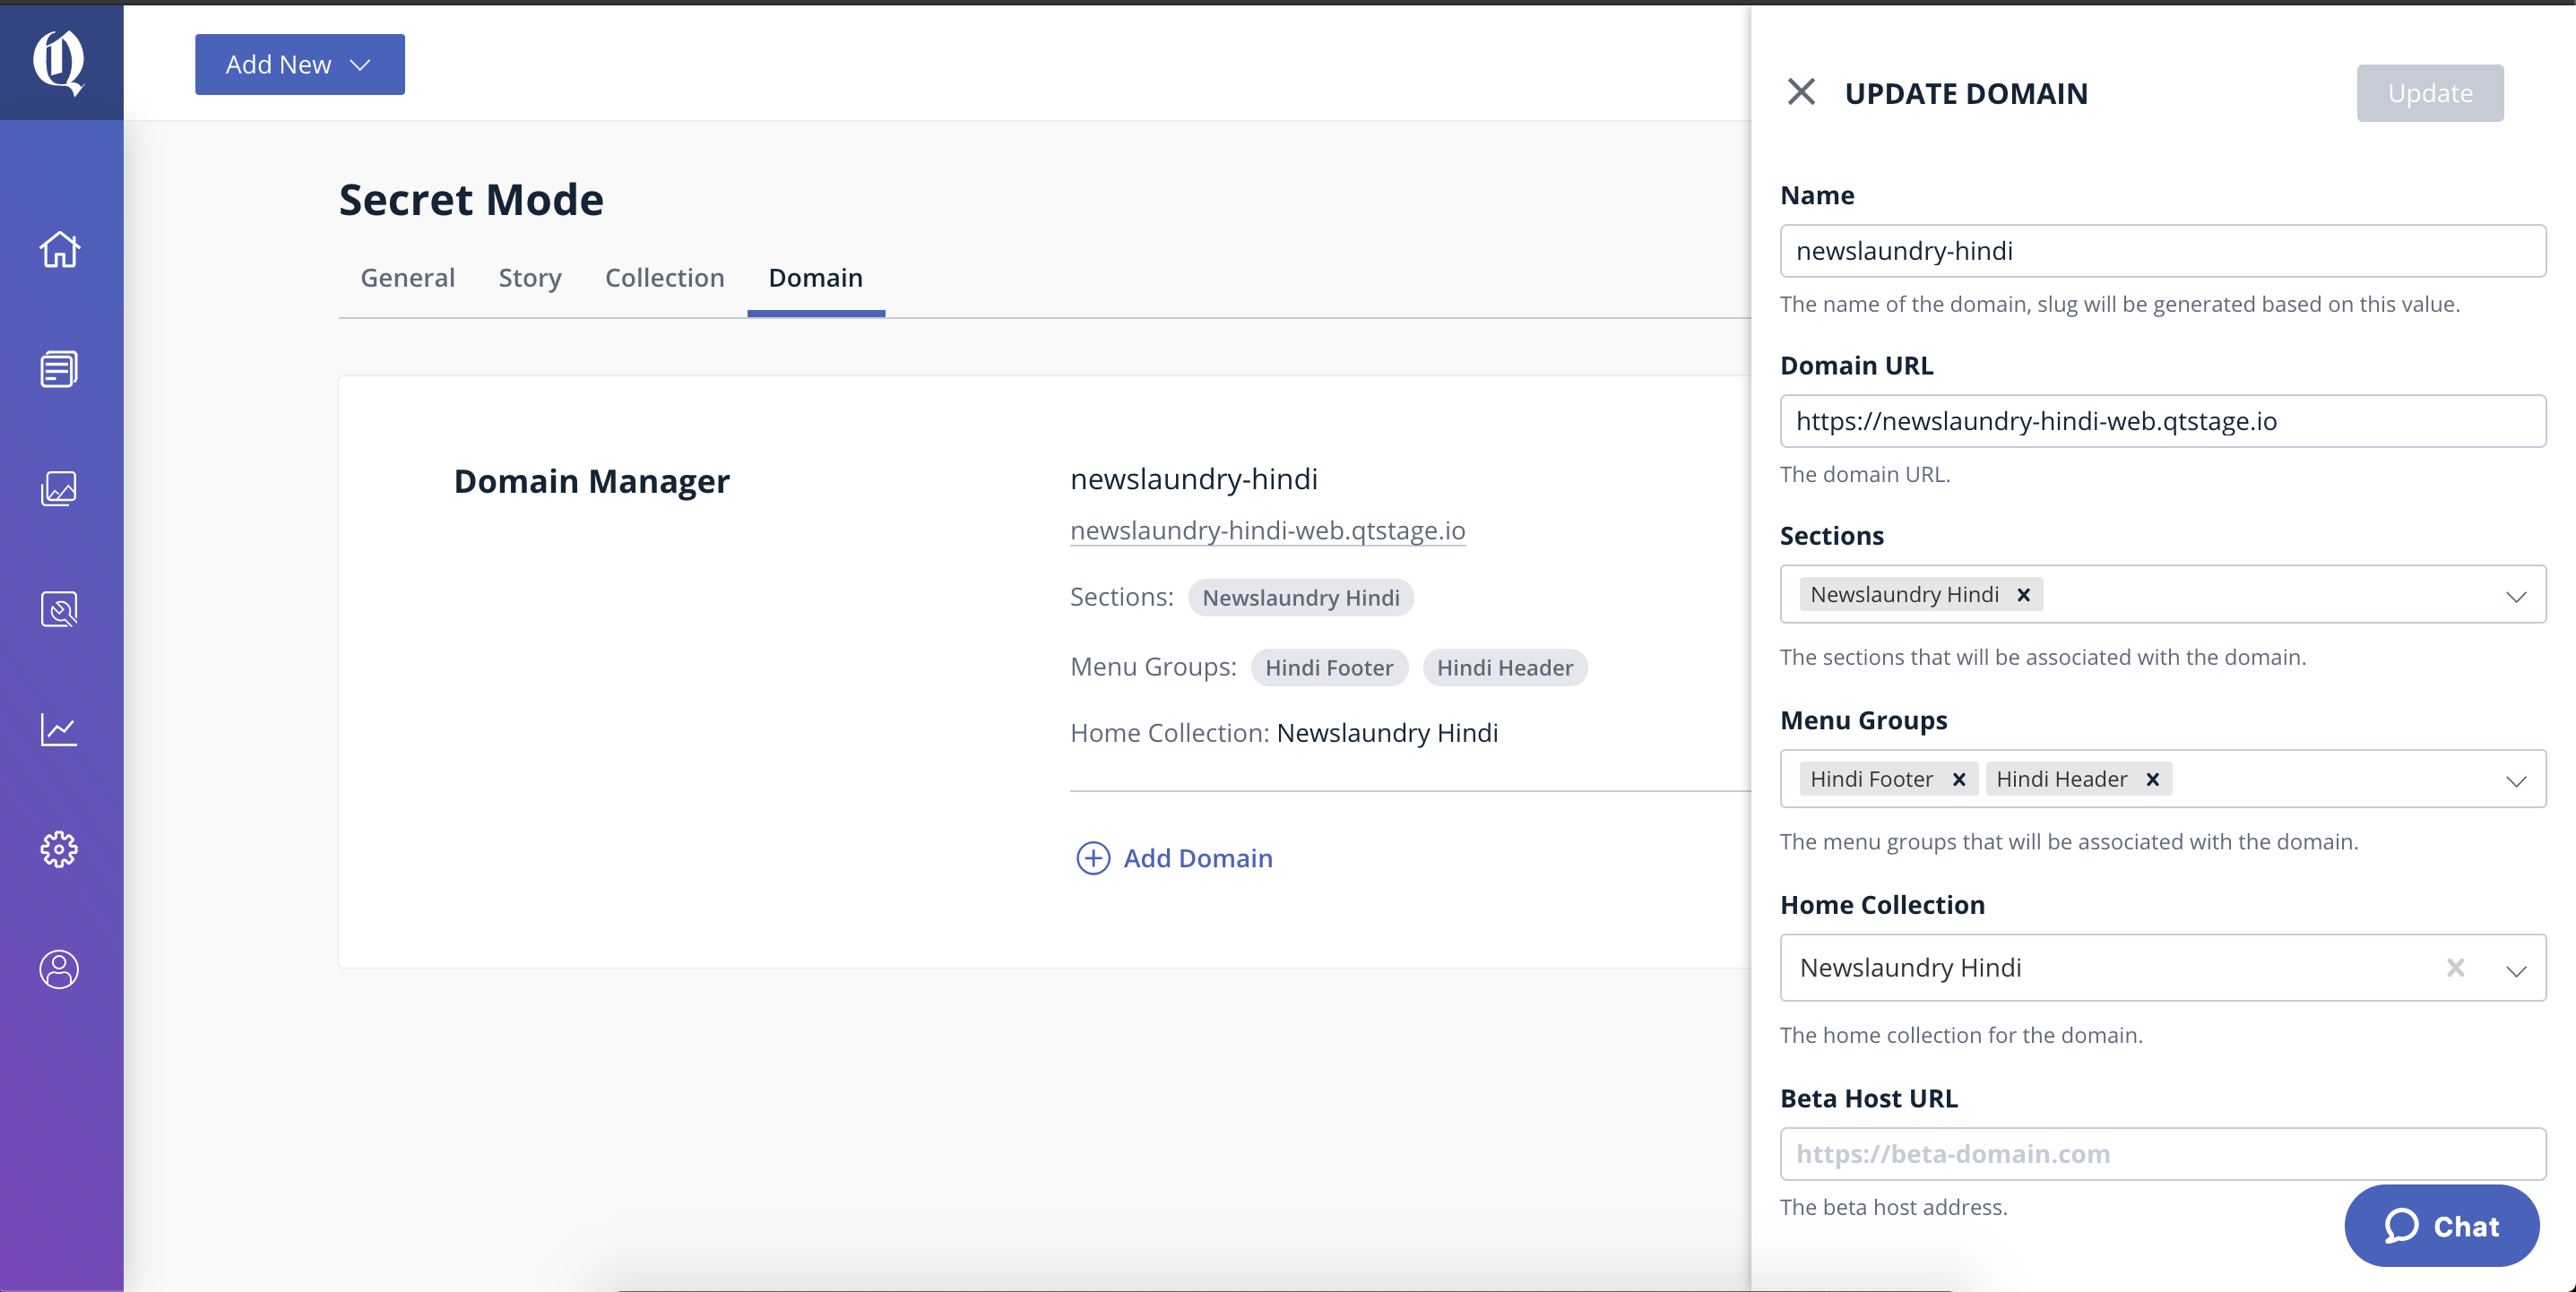 Add New
Secret Mode
General Story Collection Domain
Domain Manager
newslaundry-hindi
newslaundry-hindi-web.qtstage.io
Sections: Newslaundry Hindi
Menu Groups: Hindi Footer Hindi Header
Home Collection: Newslaundry Hindi
Add Domain
UPDATE DOMAIN
Update
Name
newslaundry-hindi
The name of the domain, slug will be generated based on this value.
Domain URL
https://newslaundry-hindi-web.qtstage.io
The domain URL.
Sections
Newslaundry Hindi
The sections that will be associated with the domain.
Menu Groups
Hindi Footer Hindi Header
The menu groups that will be associated with the domain.
Home Collection
Newslaundry Hindi
The home collection for the domain.
Beta Host URL
https://beta-domain.com
The beta host address.
Chat